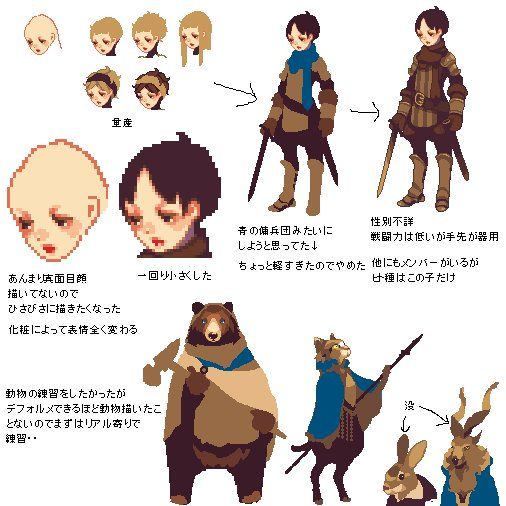 量産
あんまり真面目顔
描いてないので
ひさびさに描きたくなった
化粧によって表情全く変わる
一回り小さくした
青の傭兵団みたいに
しようと思ってた↓
ちょっと軽すぎたのでやめた
性別不詳
戦闘力は低いが手先が器用
他にもメンバーがいるが
ヒト種はこの子だけ
動物の練習をしたかったが
デフォルメできるほど動物描いたこ
とないのでまずはリアル寄りで
練習・・
没